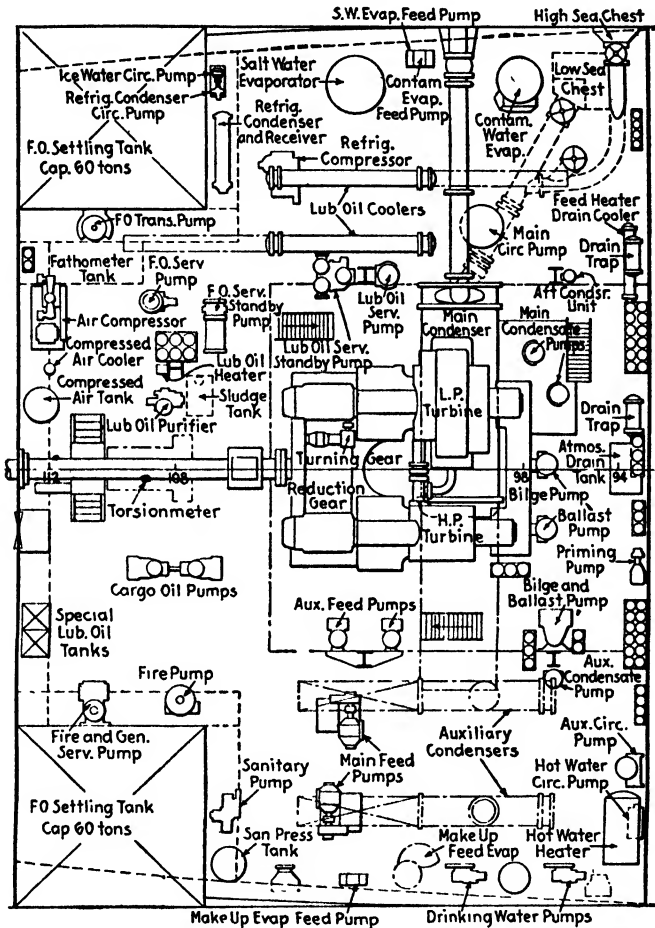 S.W. Evap. Feed Pump
High Sea Chest
Ice Water Circ. Pump
Refrig. Condenser
Circ. Pump
F.O. Settling Tank
Cap. 60 tons
Salt Water
Evaporator
Refrig.
Condenser
and Receiver
Contam.
Evap.
Feed Pump
Low Sea
Chest
Contam.
Water
Evap.
Refrig.
Compressor
Lub Oil Coolers
Feed Heater
Drain Cooler
F O Trans. Pump
Main
Circ Pump
Drain
Trap
Fathometer
Tank
F.O. Serv
Pump
F.O. Serv.
Standby
Pump
Lub Oil
Serv. Pump
Main
Condenser
Aft Condsr.
Unit
Main
Condensate
Pumps
Air Compressor
Compressed
Air Cooler
Lub Oil Serv.
Standby Pump
Lub Oil
Heater
Compressed
Air Tank
Sludge
Tank
L.P.
Turbine
Lub Oil Purifier
Drain
Trap
Turning Gear
Atmos.
Drain
Tank
112
108
98
94
Torsionmeter
Reduction
Gear
H.P.
Turbine
Bilge Pump
Ballast
Pump
Cargo Oil Pumps
Priming
Pump
Special
Lub. Oil
Tanks
Aux. Feed Pumps
Bilge and
Ballast Pump
Fire Pump
Aux.
Condensate
Pump
Fire and Gen.
Serv. Pump
Main Feed
Pumps
Auxiliary
Condensers
Aux. Circ.
Pump
Hot Water
Circ. Pump
F O Settling Tank
Cap 60 tons
Sanitary
Pump
San Press
Tank
Make Up
Feed Evap
Hot Water
Heater
Make Up Evap Feed Pump
Drinking Water Pumps